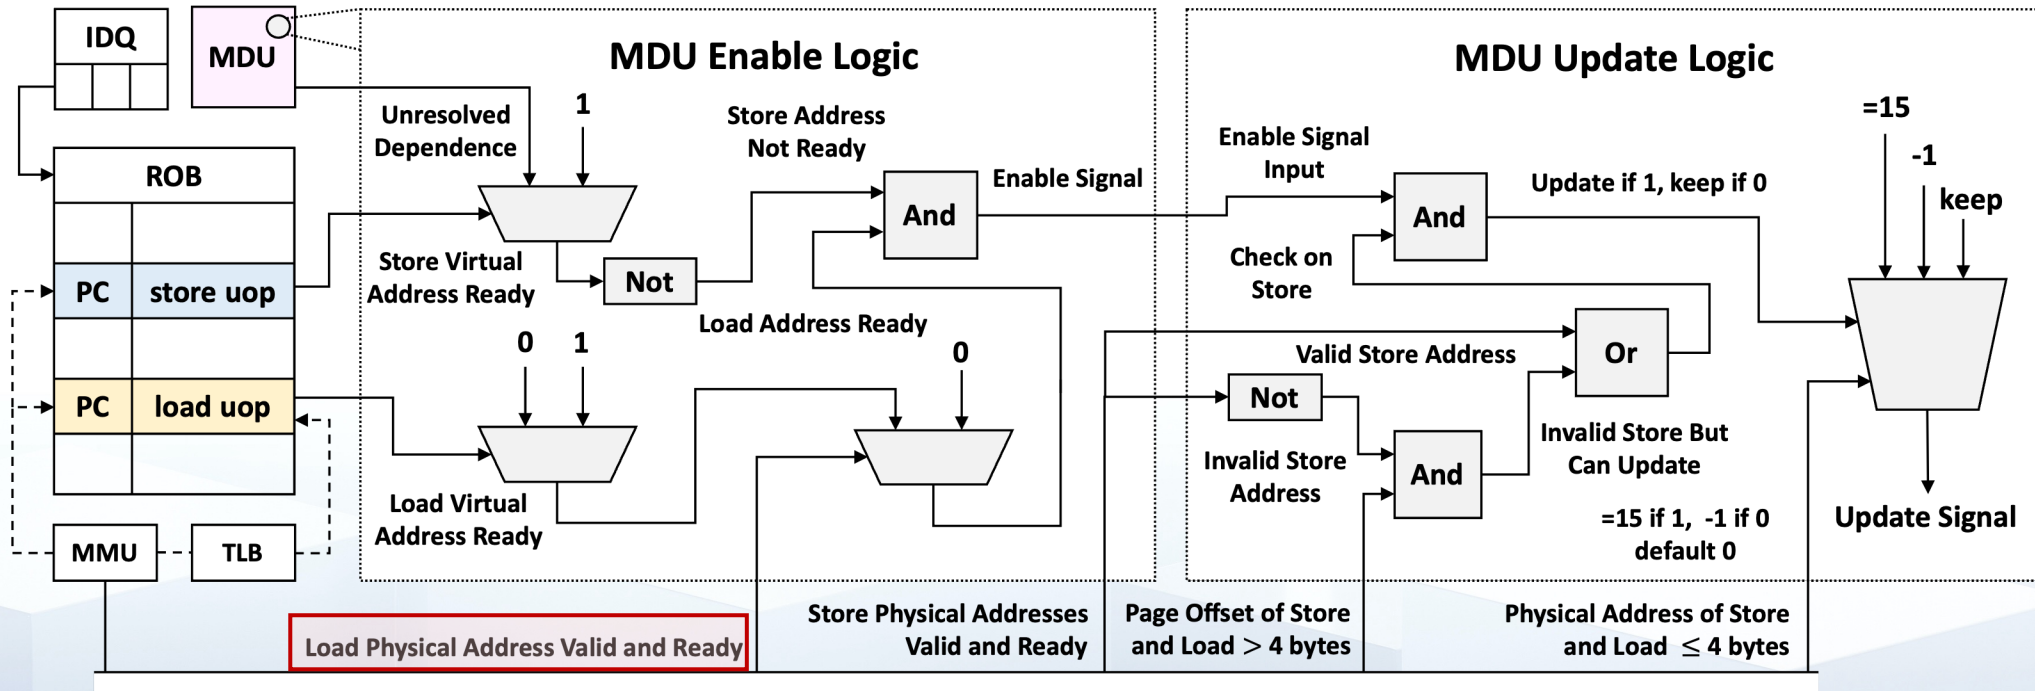 IDQ
MDU
ROB
PC
store uop
PC
load uop
MMU
TLB
MDU Enable Logic
Unresolved
Dependence
1
Store Address
Not Ready
And
Enable Signal
Store Virtual
Address Ready
Not
Load Address Ready
0
1
0
Load Virtual
Address Ready
MDU Update Logic
=15
-1
keep
Enable Signal
Input
And
Update if 1, keep if 0
Check on
Store
Valid Store Address
Or
Not
Invalid Store
Address
And
Invalid Store But
Can Update
=15 if 1, -1 if 0
default 0
Update Signal
Load Physical Address Valid and Ready
Store Physical Addresses
Valid and Ready
Page Offset of Store
and Load > 4 bytes
Physical Address of Store
and Load ≤ 4 bytes